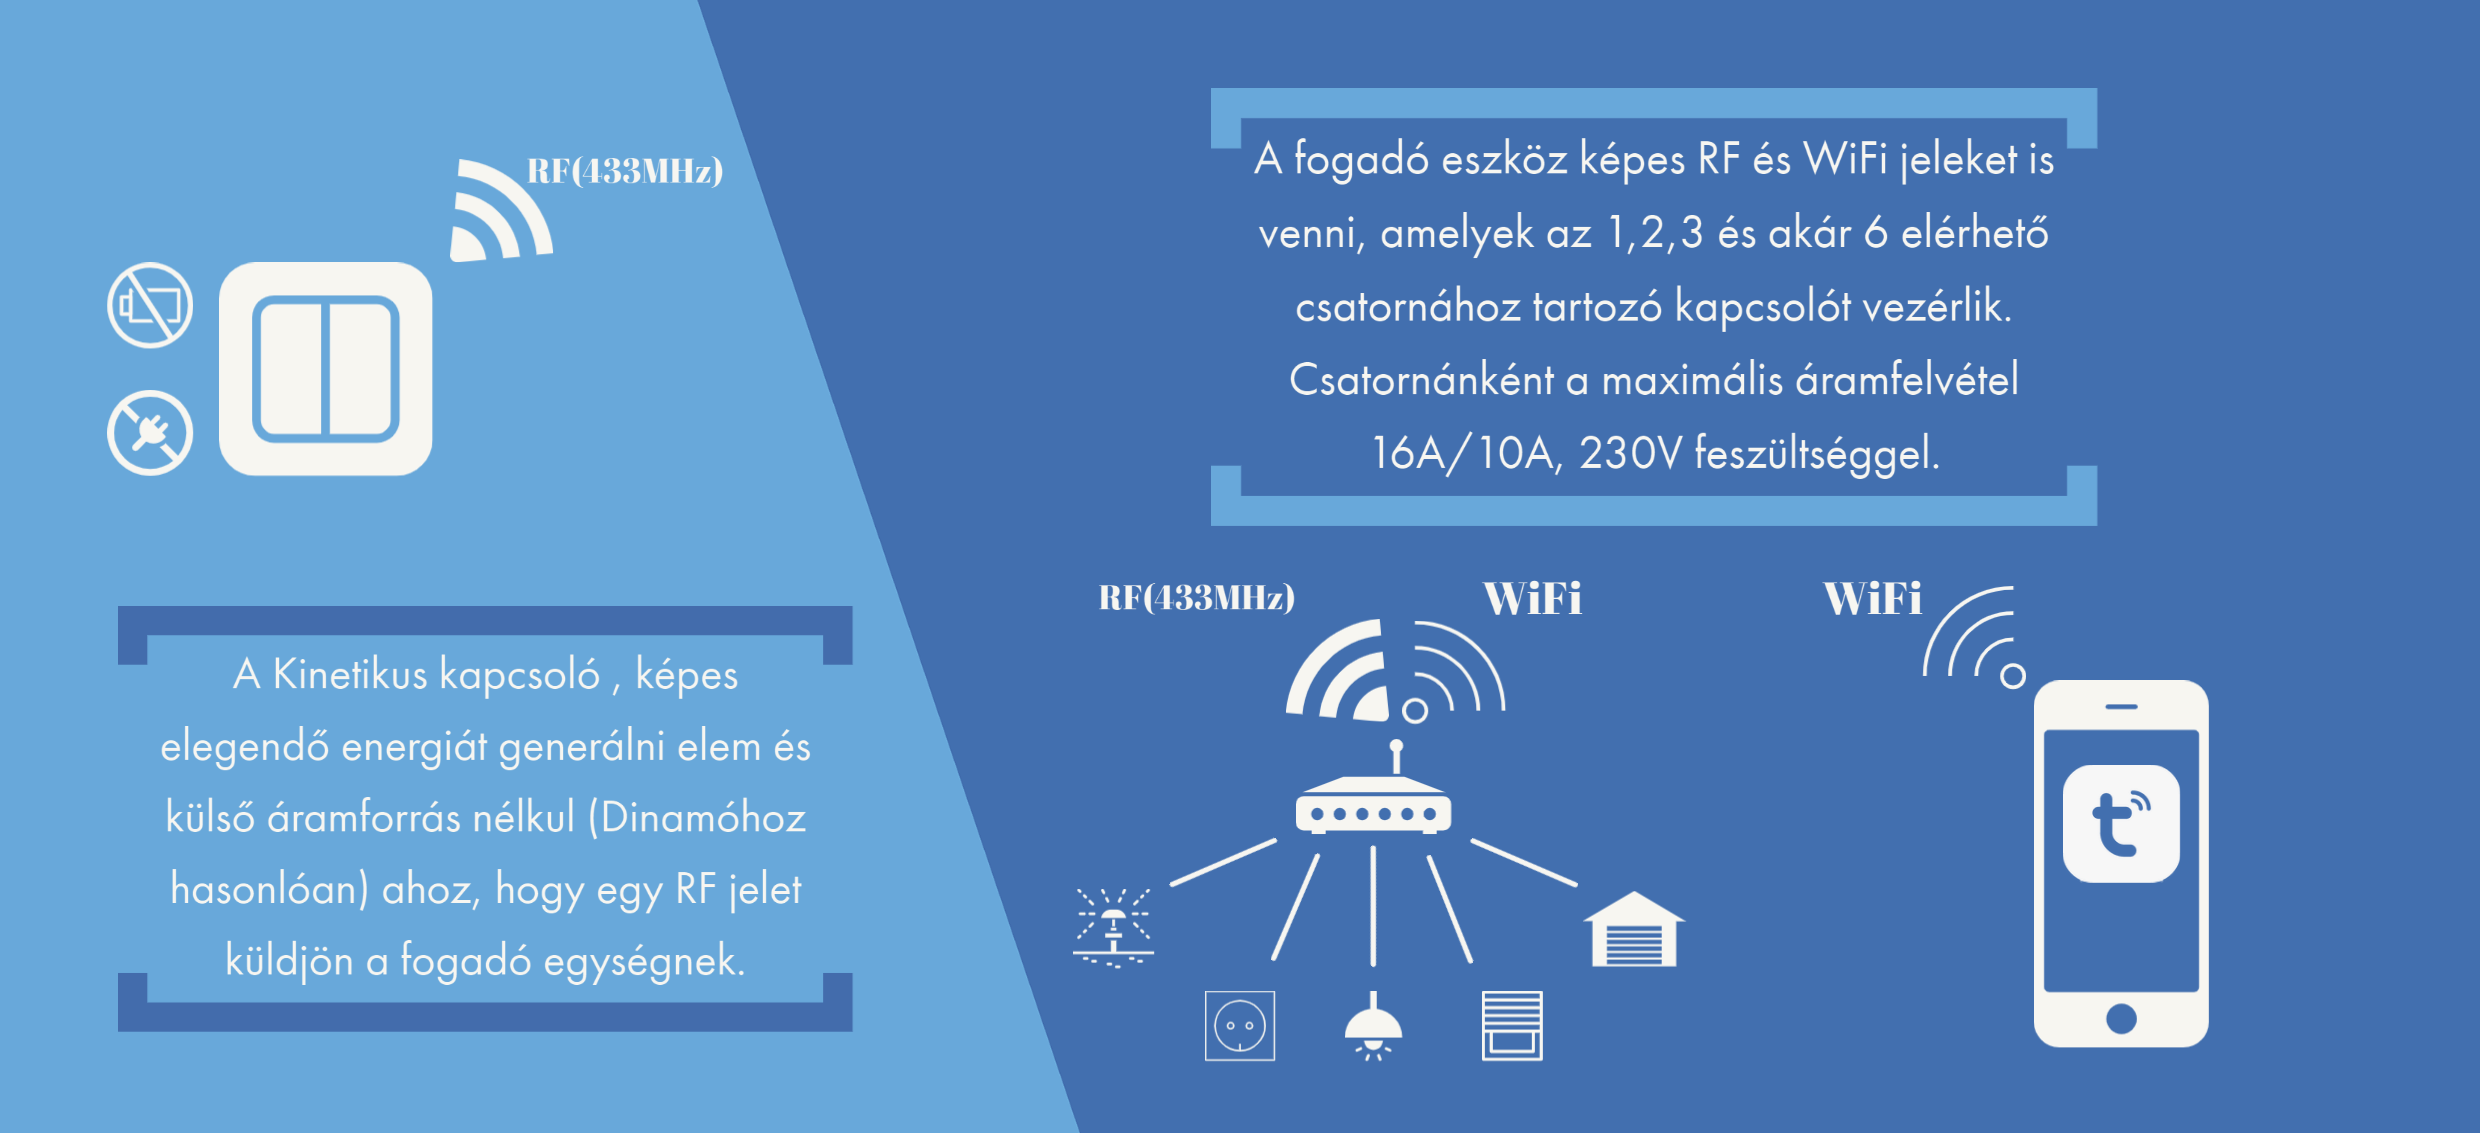 RF(433MHz)
A Kinetikus kapcsoló , képes
elegendő energiát generálni elem és
külső áramforrás nélkul (Dinamóhoz
hasonlóan) ahoz, hogy egy RF jelet
küldjön a fogadó egységnek.
A fogadó eszköz képes RF és WiFi jeleket is
venni, amelyek az 1,2,3 és akár 6 elérhető
csatornához tartozó kapcsolót vezérlik.
Csatornánként a maximális áramfelvétel
16A/10A, 230V feszültséggel.
RF(433MHz)
WiFi
WiFi
t